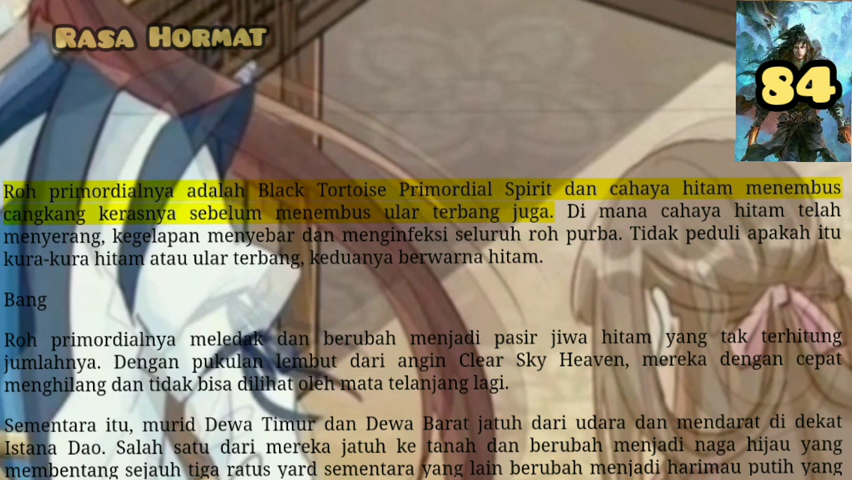 Rasa Hormat
84
Roh primordialnya adalah Black Tortoise Primordial Spirit dan cahaya hitam menembus
cangkang kerasnya sebelum menembus ular terbang juga. Di mana cahaya hitam telah
menyerang, kegelapan menyebar dan menginfeksi seluruh roh purba. Tidak peduli apakah itu
kura-kura hitam atau ular terbang, keduanya berwarna hitam.
Bang
Roh primordialnya meledak dan berubah menjadi pasir jiwa hitam yang tak terhitung
jumlahnya. Dengan pukulan lembut dari angin Clear Sky Heaven, mereka dengan cepat
menghilang dan tidak bisa dilihat oleh mata telanjang lagi.
Sementara itu, murid Dewa Timur dan Dewa Barat jatuh dari udara dan mendarat di dekat
Istana Dao. Salah satu dari mereka jatuh ke tanah dan berubah menjadi naga hijau yang
membentang sejauh tiga ratus yard sementara yang lain berubah menjadi harimau putih yang